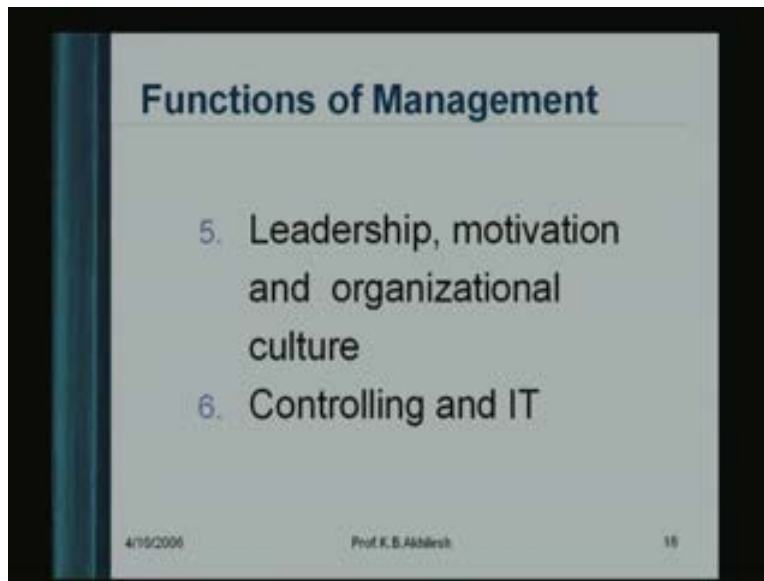 Functions of Management
5. Leadership, motivation
and organizational
culture
6. Controlling and IT
4/10/2006 Prof.K.B.Akhilesh 18